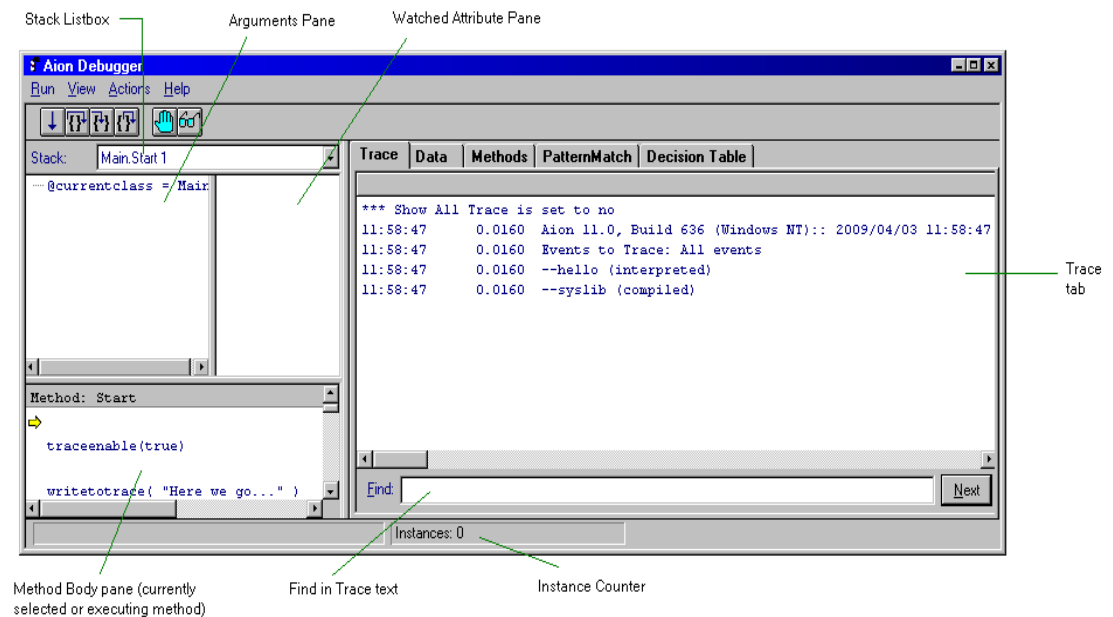 Stack Listbox
Arguments Pane
Watched Attribute Pane
Aion Debugger
Run View Actions Help
Stack: Main.Start 1
@currentclass = Main
Trace Data Methods PatternMatch Decision Table
*** Show All Trace is set to no
11:58:47 0.0160 Aion 11.0, Build 636 (Windows NT):: 2009/04/03 11:58:47
11:58:47 0.0160 Events to Trace: All events
11:58:47 0.0160 --hello (interpreted)
11:58:47 0.0160 --syslib (compiled)
Trace
tab
Method: Start
traceenable(true)
writetotrace( "Here we go..." )
Find:
Next
Instances: 0
Method Body pane (currently
selected or executing method)
Find in Trace text
Instance Counter